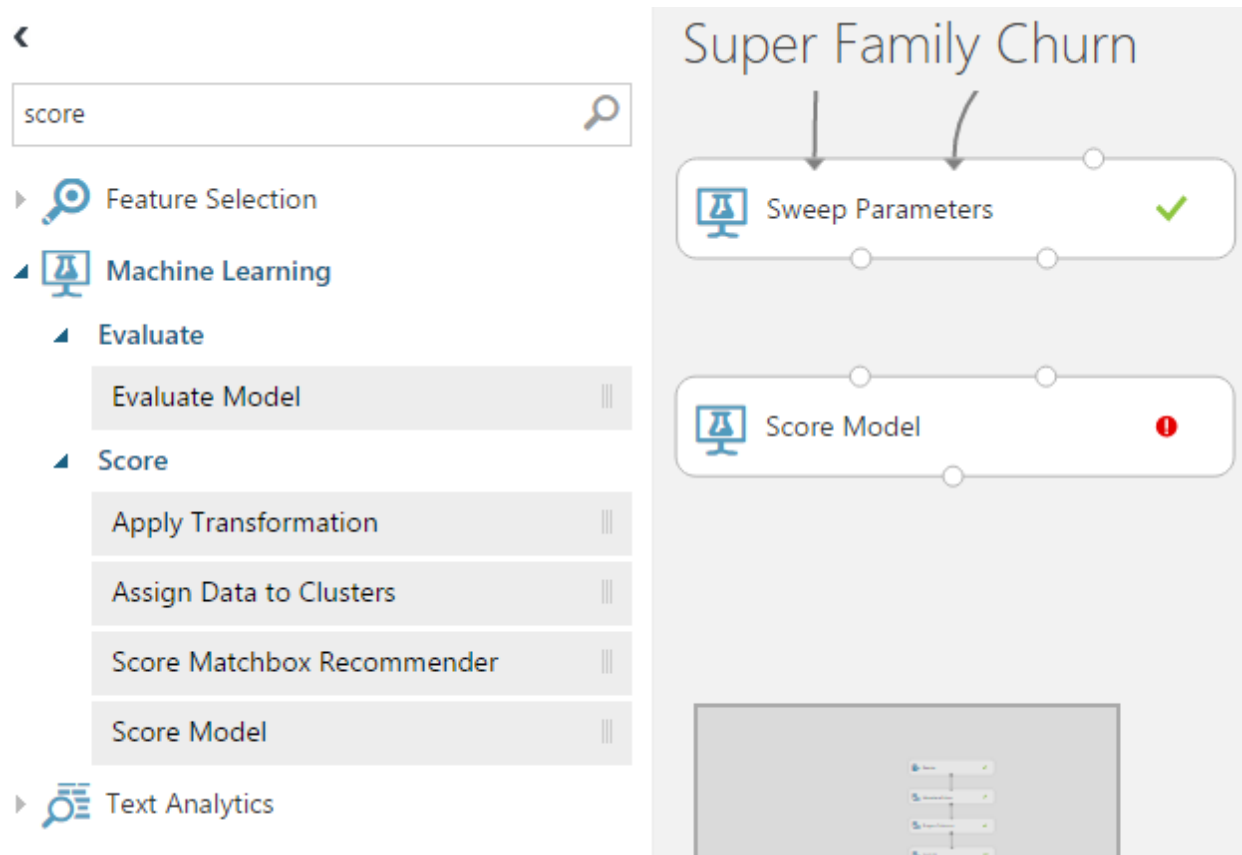 score
Feature Selection
Machine Learning
Evaluate
Evaluate Model
Score
Apply Transformation
Assign Data to Clusters
Score Matchbox Recommender
Score Model
Text Analytics
Super Family Churn
Sweep Parameters
Score Model